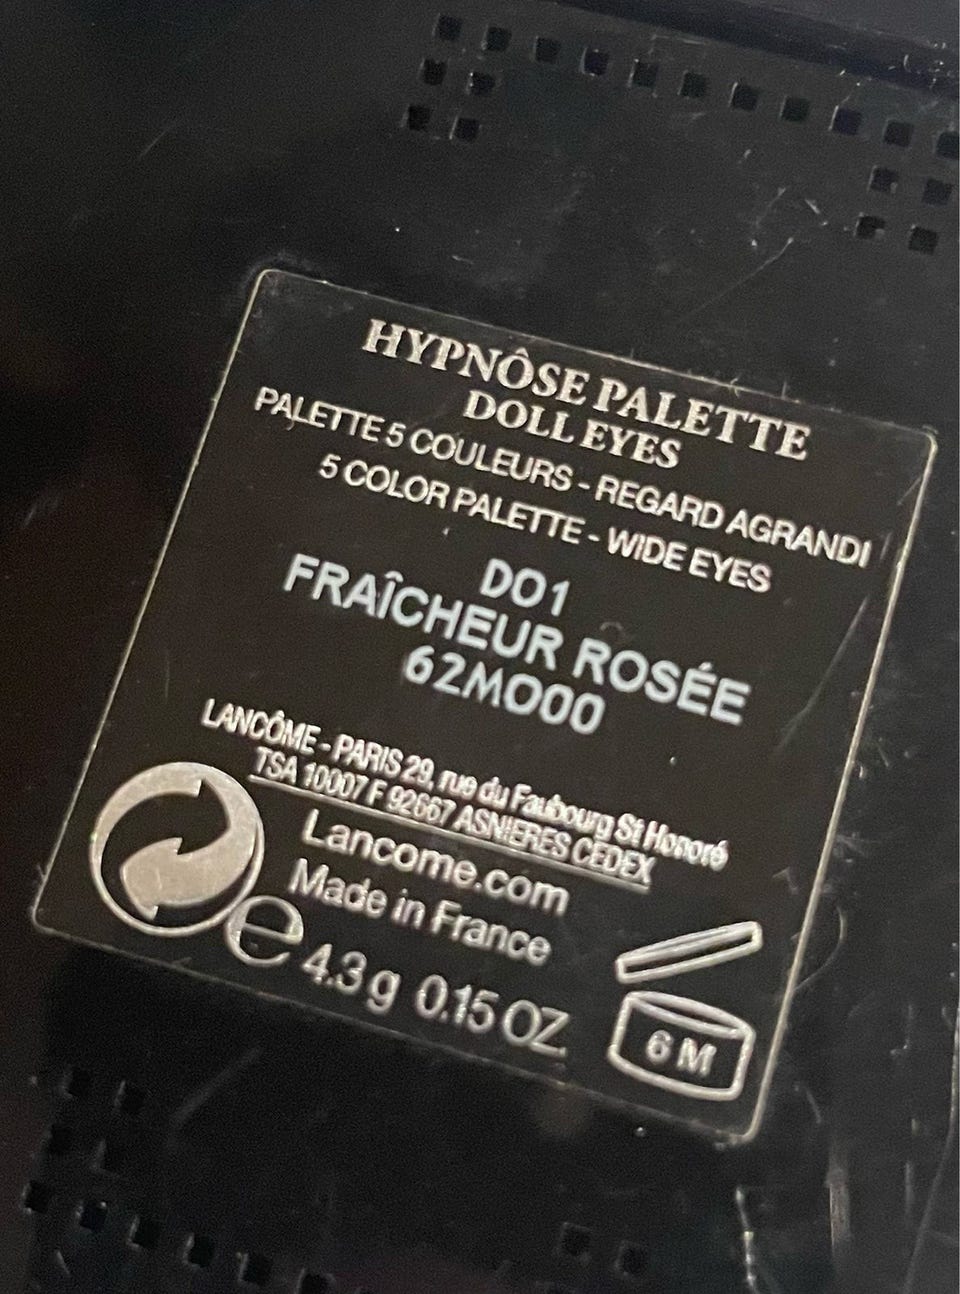 HYPNÔSE PALETTE
DOLL EYES
PALETTE 5 COULEURS - REGARD AGRANDI
5 COLOR PALETTE - WIDE EYES
DO1
FRAÎCHEUR ROSÉE
62MO00
LANCÔME - PARIS 29, rue du Faubourg St Honoré
TSA 10007 F 92667 ASNIERES CEDEX
Lancome.com
Made in France
e 4.3 g 0.15 OZ.
6 M